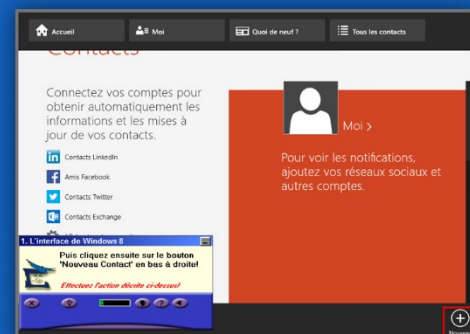 Accueil
Moi
Quoi de neuf ?
Tous les contacts
Contacts
Connectez vos comptes pour
obtenir automatiquement les
informations et les mises à
jour de vos contacts.
Contacts LinkedIn
Amis Facebook
Contacts Twitter
Contacts Exchange
Moi >
Pour voir les notifications,
ajoutez vos réseaux sociaux et
autres comptes.
1. L'interface de Windows 8
Puis cliquez ensuite sur le bouton
'Nouveau Contact' en bas à droite!
Effectuez l'action décrite ci-dessus!